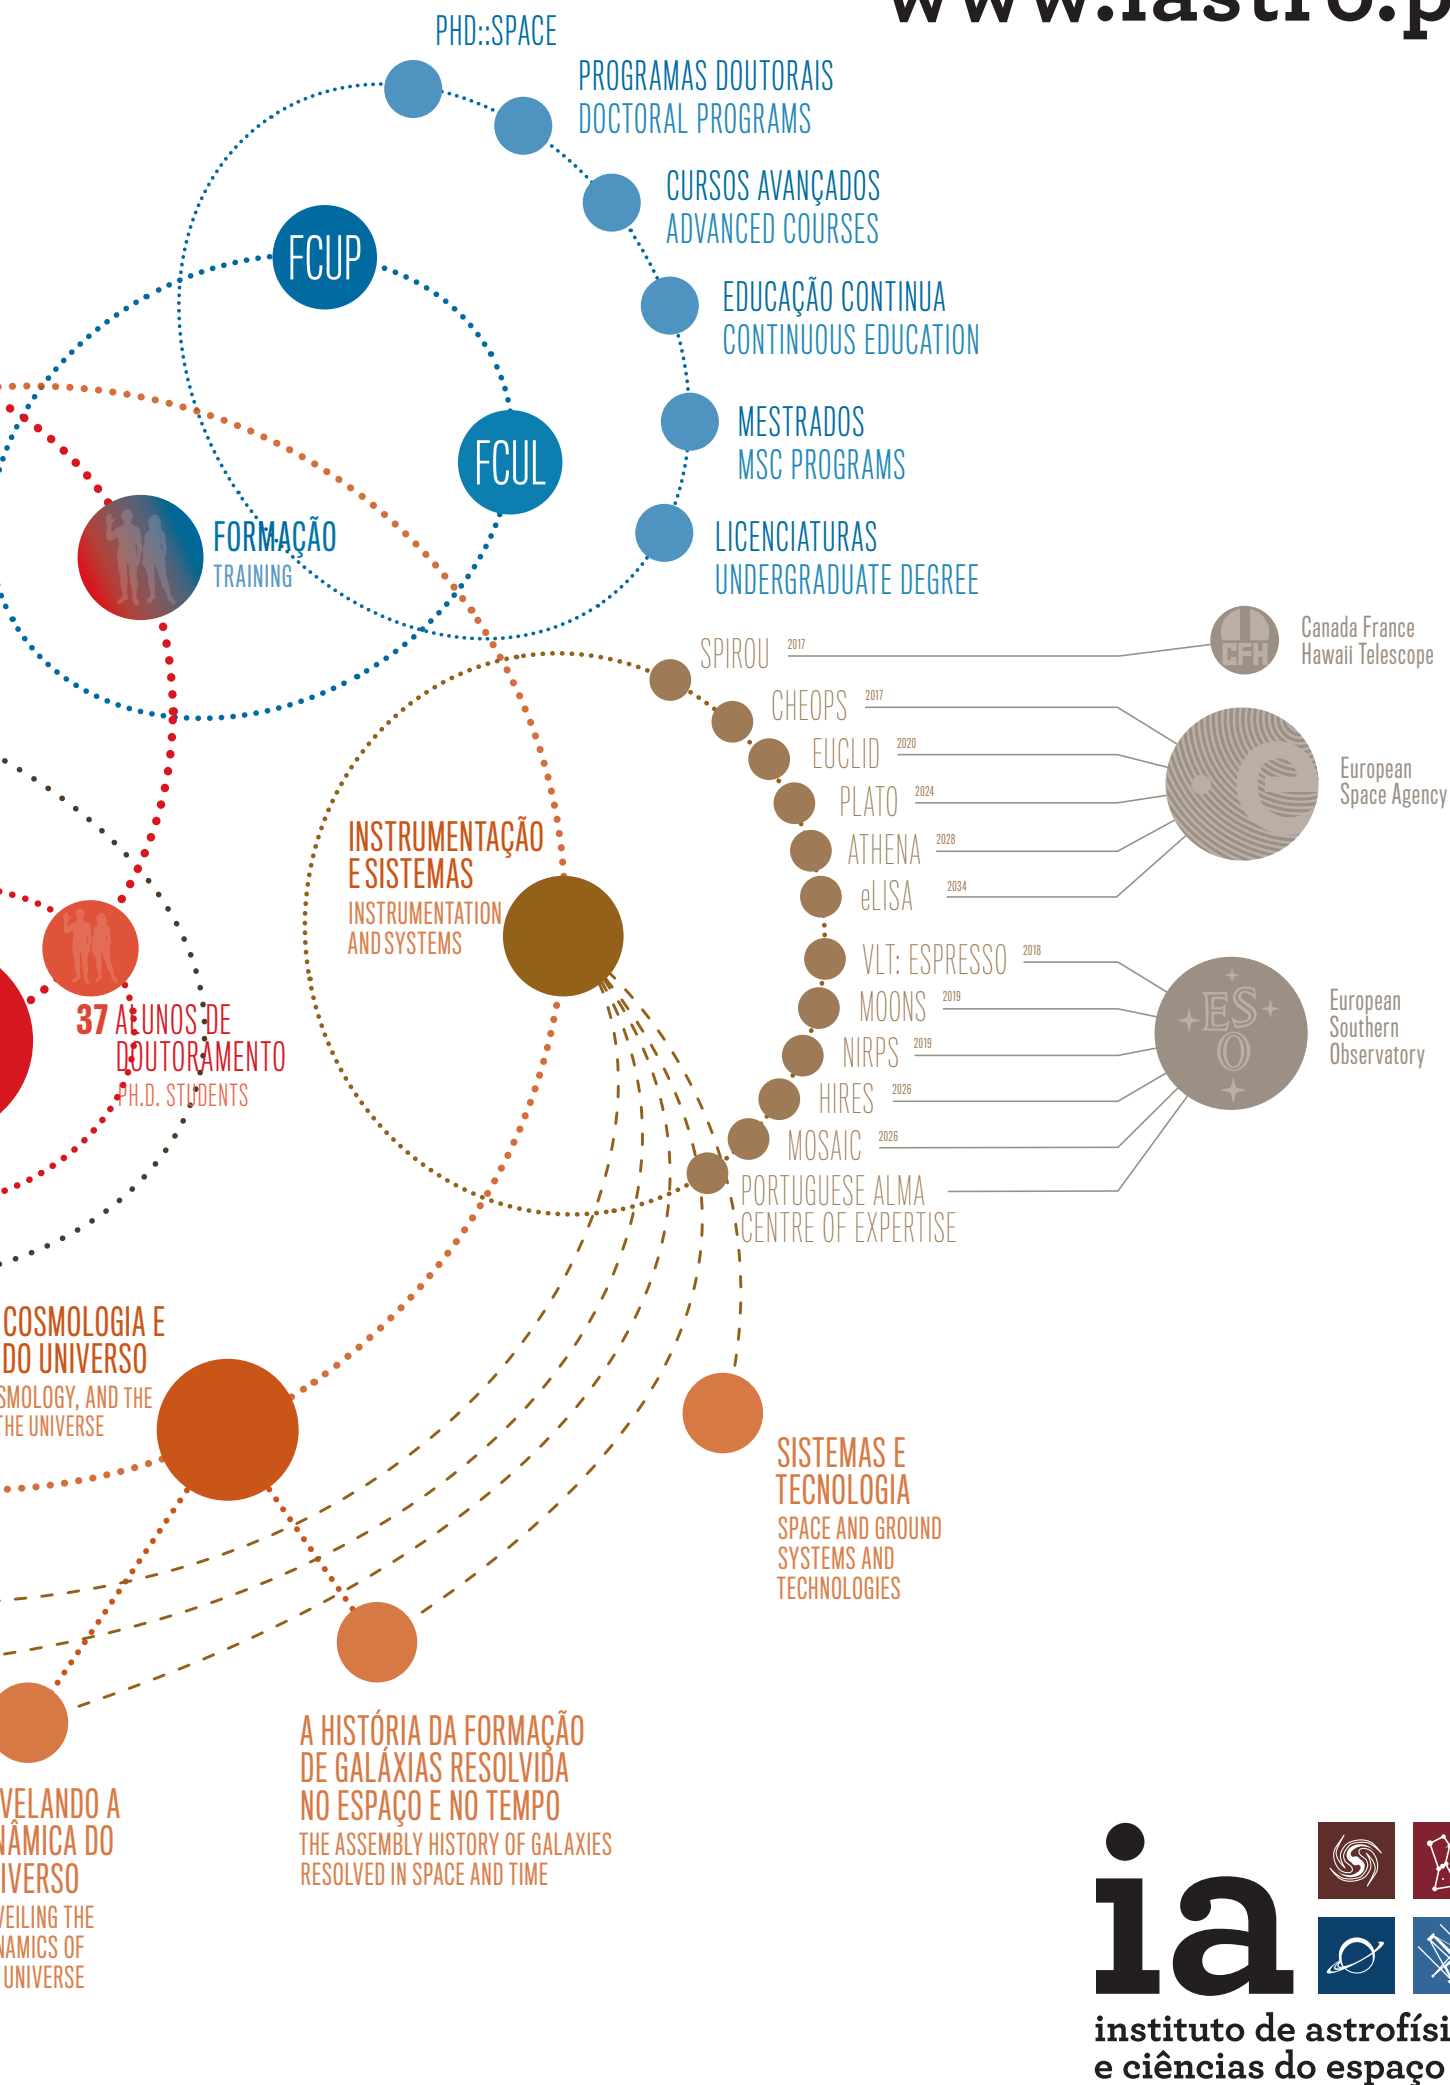 www.iastro.p
PHD::SPACE
PROGRAMAS DOUTORAIS
DOCTORAL PROGRAMS
CURSOS AVANÇADOS
ADVANCED COURSES
FCUP
EDUCAÇÃO CONTINUA
CONTINUOUS EDUCATION
MESTRADOS
MSC PROGRAMS
FCUL
LICENCIATURAS
UNDERGRADUATE DEGREE
FORMAÇÃO
TRAINING
SPIROU 2017
Canada France
Hawaii Telescope
CFH
CHEOPS 2017
EUCLID 2020
PLATO 2024
ATHENA 2028
eLISA 2034
European
Space Agency
e
INSTRUMENTAÇÃO
E SISTEMAS
INSTRUMENTATION
AND SYSTEMS
VLT: ESPRESSO 2018
MOONS 2019
NIRPS 2019
HIRES 2026
MOSAIC 2026
PORTUGUESE ALMA
CENTRE OF EXPERTISE
ES
O
European
Southern
Observatory
37 ALUNOS DE
DOUTORAMENTO
PH.D. STUDENTS
COSMOLOGIA E
DO UNIVERSO
SMOLOGY, AND THE
THE UNIVERSE
SISTEMAS E
TECNOLOGIA
SPACE AND GROUND
SYSTEMS AND
TECHNOLOGIES
A HISTÓRIA DA FORMAÇÃO
DE GALÁXIAS RESOLVIDA
NO ESPAÇO E NO TEMPO
THE ASSEMBLY HISTORY OF GALAXIES
RESOLVED IN SPACE AND TIME
VELANDO A
NÂMICA DO
IVERSO
VEILING THE
NAMICS OF
UNIVERSE
ia
instituto de astrofísi
e ciências do espaço